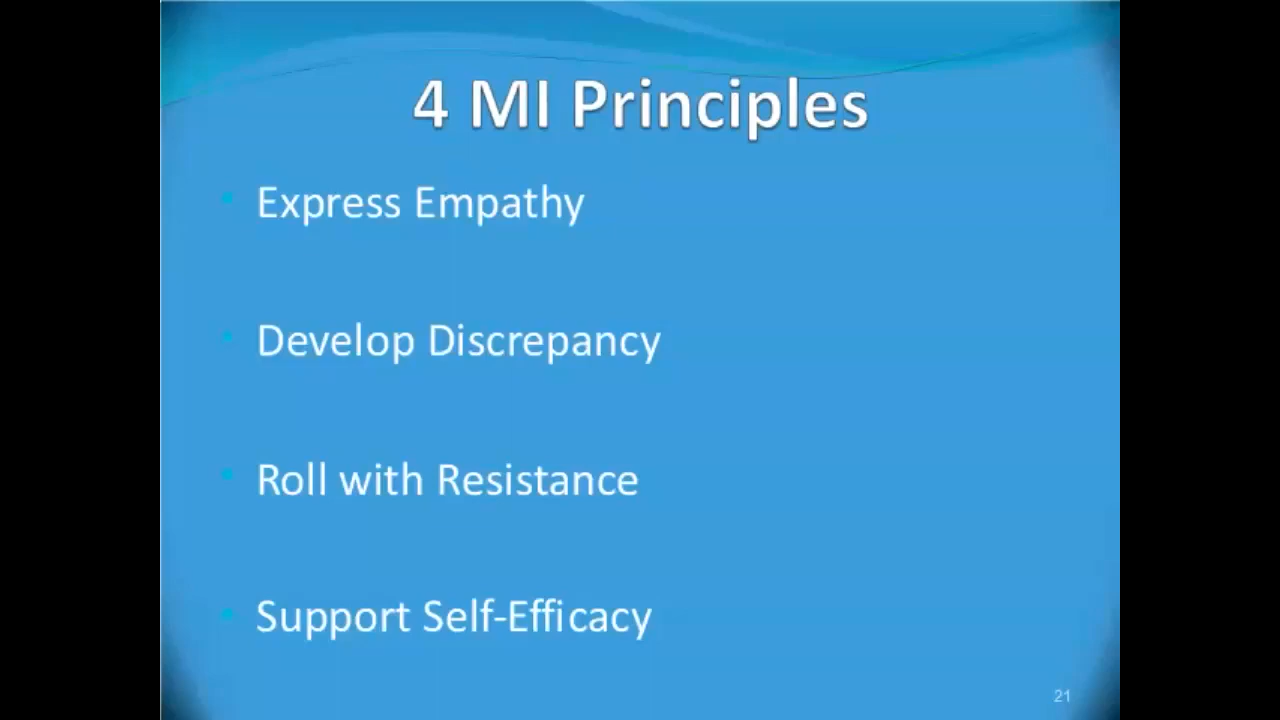 4 MI Principles
• Express Empathy
• Develop Discrepancy
• Roll with Resistance
• Support Self-Efficacy
21